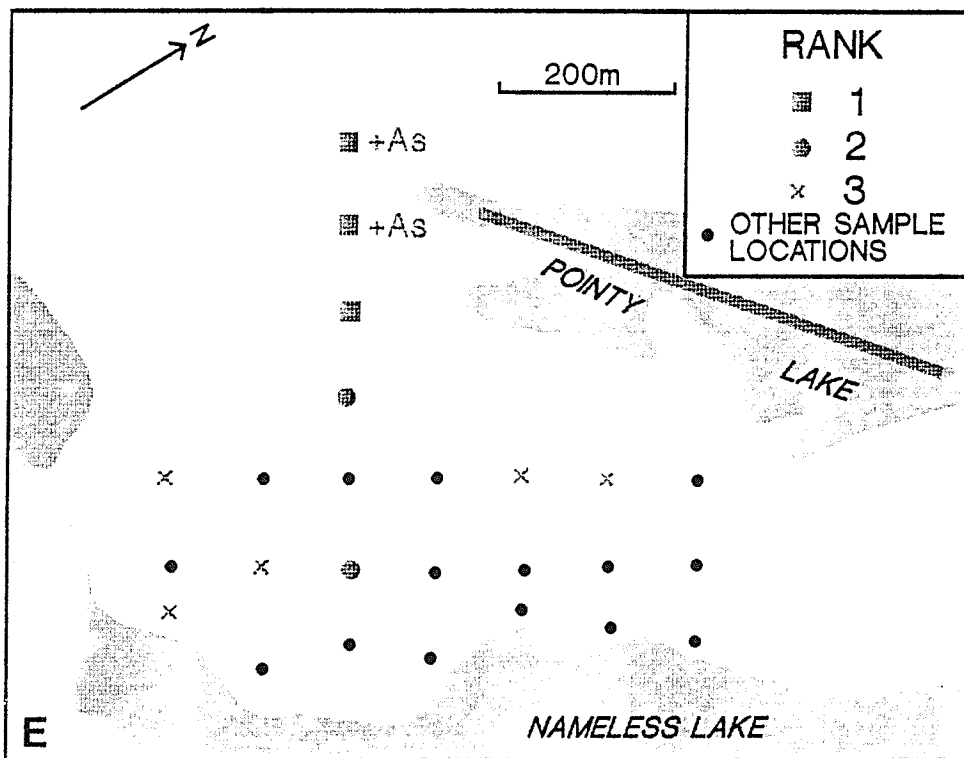 N
200m
RANK
1
2
3
OTHER SAMPLE
LOCATIONS
+As
+As
POINTY
LAKE
E
NAMELESS LAKE